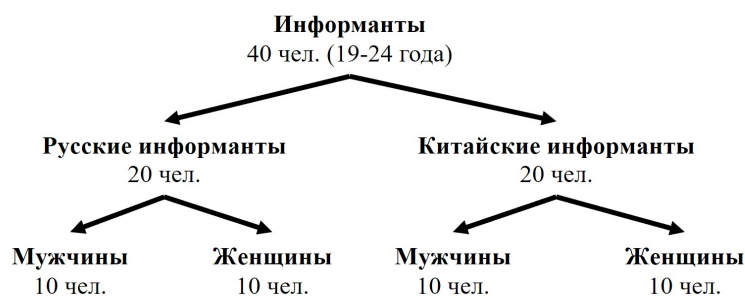 Информанты
40 чел. (19-24 года)
Русские информанты
20 чел.
Китайские информанты
20 чел.
Мужчины
10 чел.
Женщины
10 чел.
Мужчины
10 чел.
Женщины
10 чел.